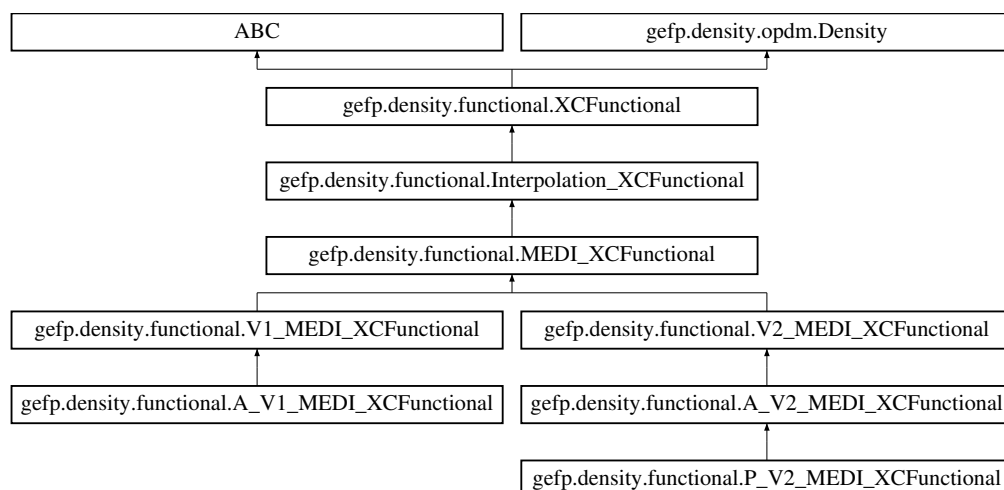 ABC
gefp.density.opdm.Density
gefp.density.functional.XCFunctional
gefp.density.functional.Interpolation_XCFunctional
gefp.density.functional.MEDI_XCFunctional
gefp.density.functional.V1_MEDI_XCFunctional
gefp.density.functional.V2_MEDI_XCFunctional
gefp.density.functional.A_V1_MEDI_XCFunctional
gefp.density.functional.A_V2_MEDI_XCFunctional
gefp.density.functional.P_V2_MEDI_XCFunctional